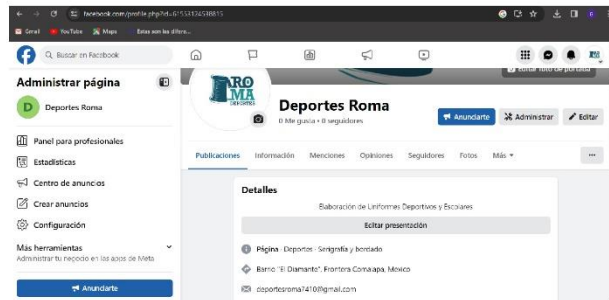 facebook.com/profile.php?id=61553124538815
Gmail
YouTube
Maps
Estas son las difere...
Buscar en Facebook
Administrar página
D
Deportes Roma
Panel para profesionales
Estadísticas
Centro de anuncios
Crear anuncios
Configuración
Más herramientas
Administrar tu negocio en las apps de Meta
Anunciarte
Editar foto de portada
ROMA
DEPORTES
Deportes Roma
0 Me gusta • 0 seguidores
Anunciarte
Administrar
Editar
Publicaciones
Información
Menciones
Opiniones
Seguidores
Fotos
Más
Detalles
Elaboración de Uniformes Deportivos y Escolares
Editar presentación
Página · Deportes · Serigrafía y bordado
Barrio "El Diamante", Frontera Comalapa, Mexico
deportesroma7410@gmail.com